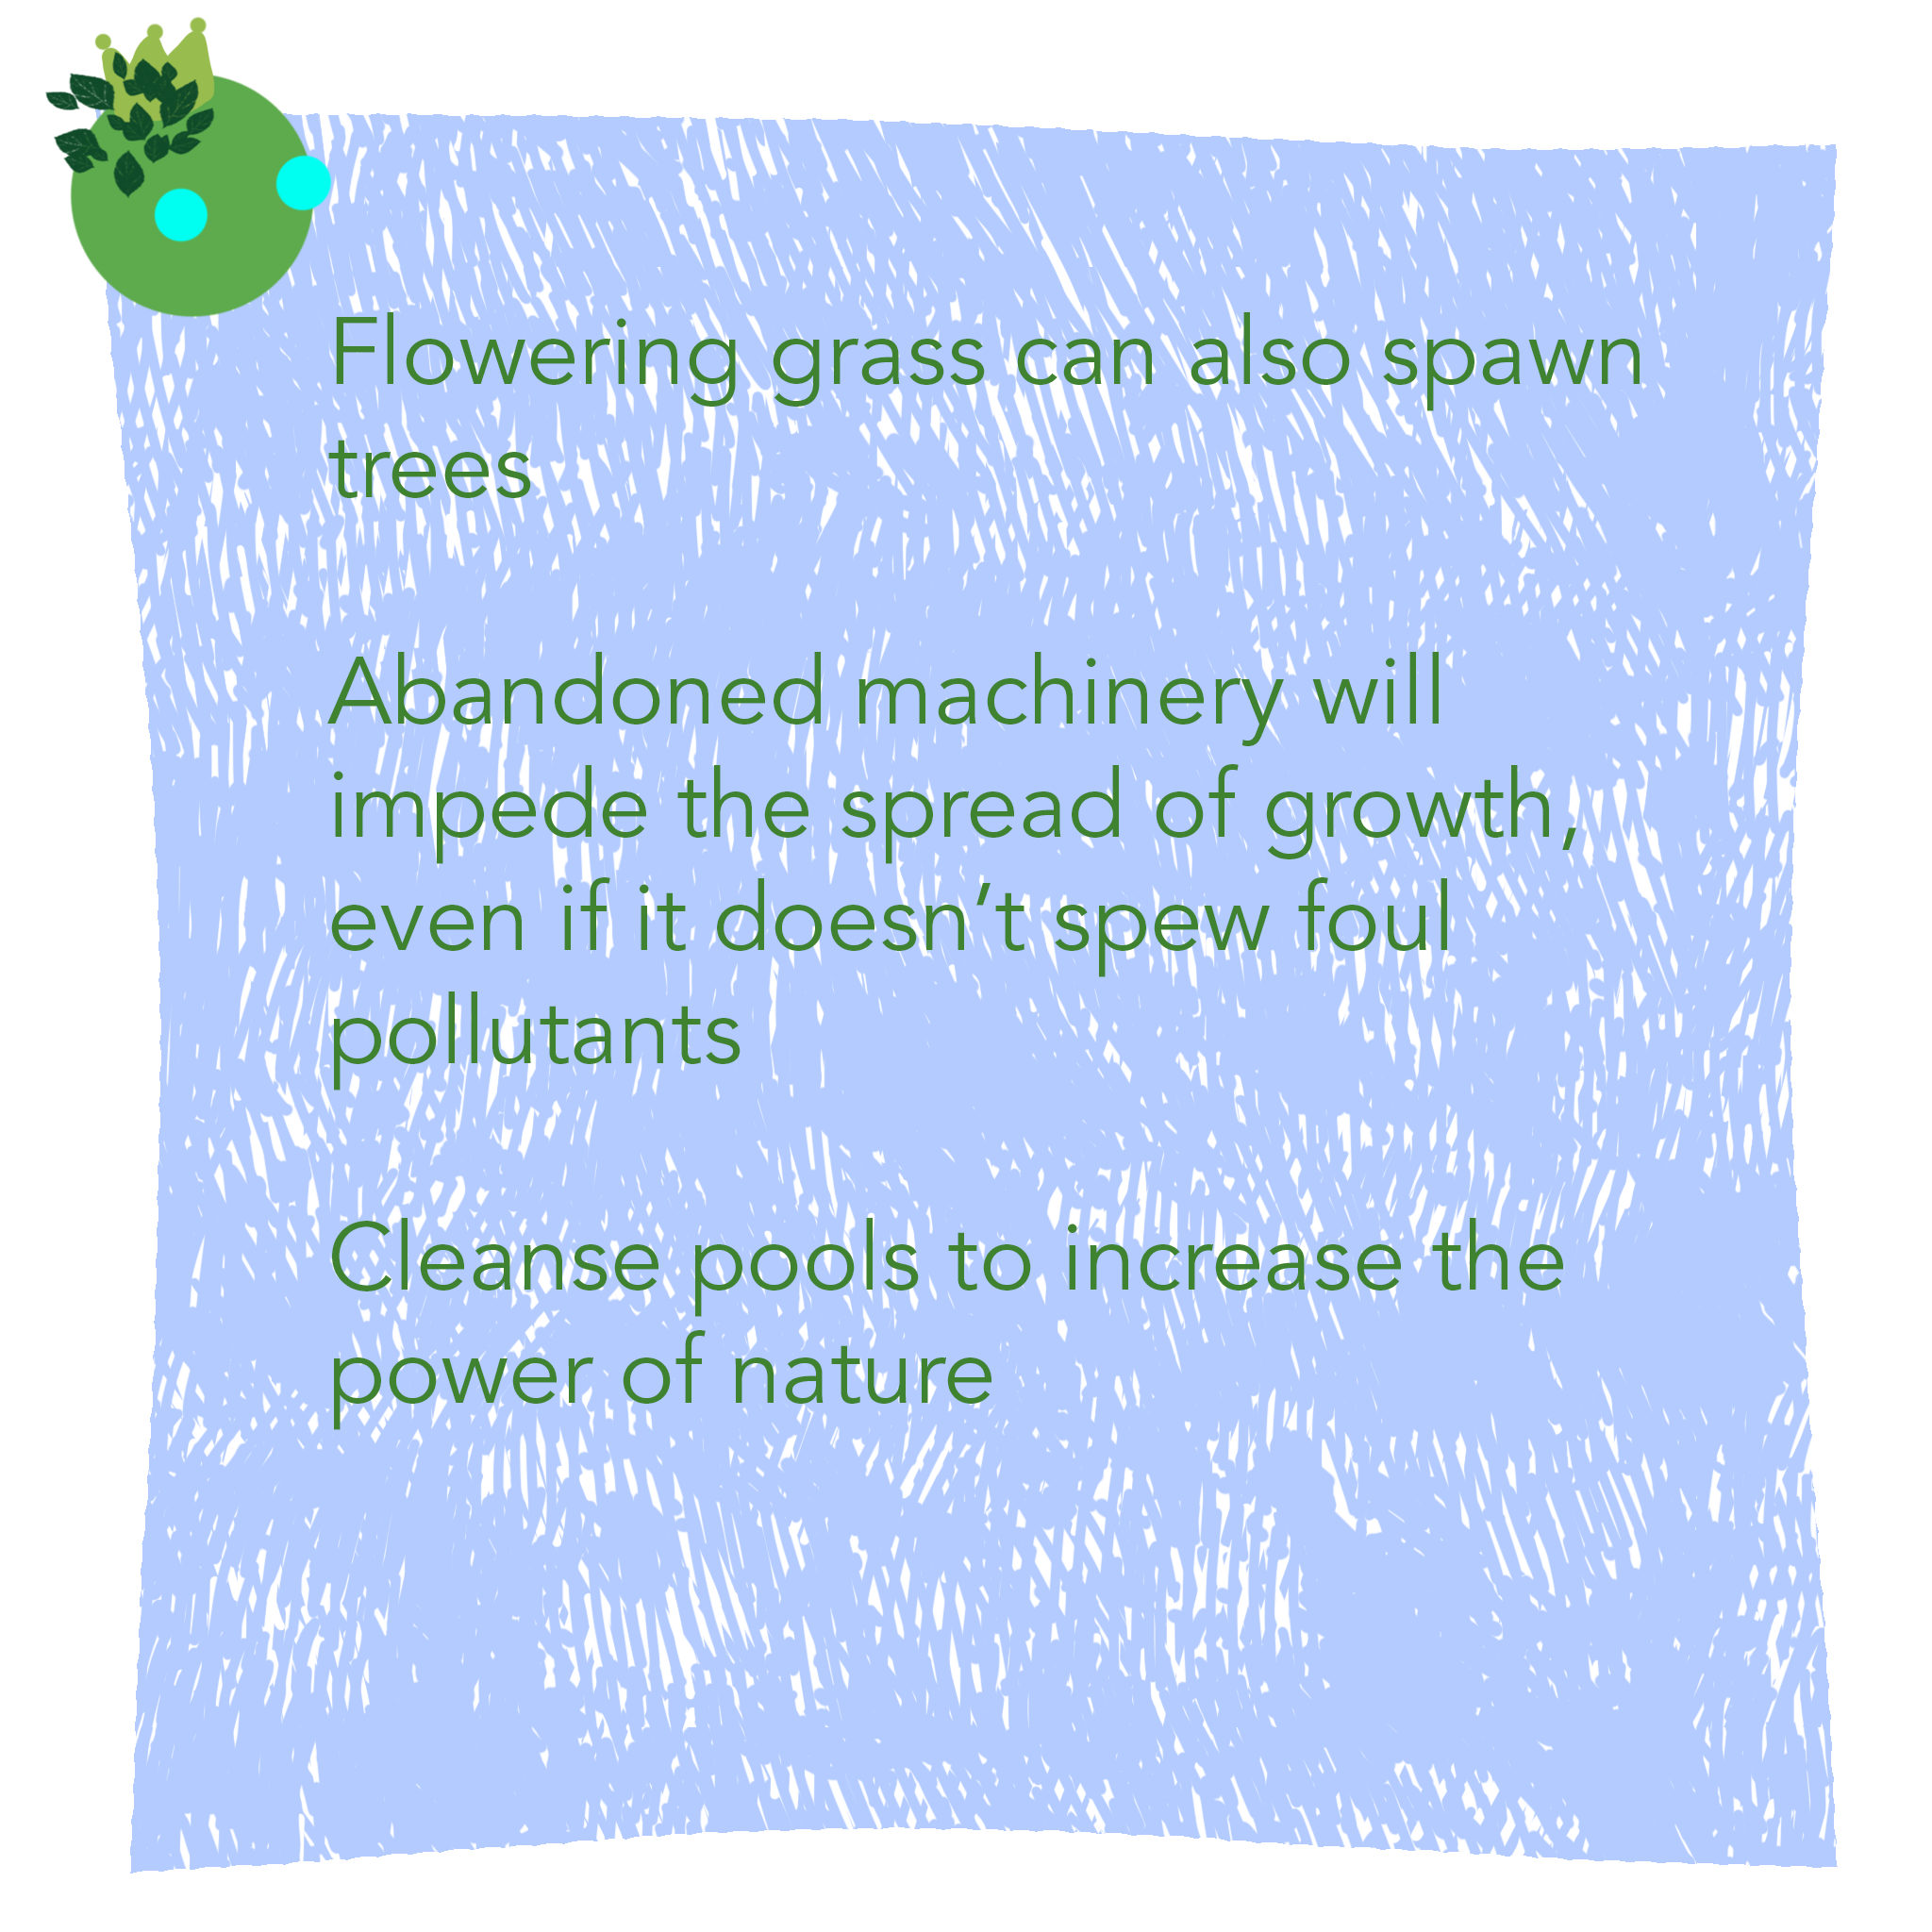 Flowering grass can also spawn
trees
Abandoned machinery will
impede the spread of growth,
even if it doesn’t spew foul
pollutants
Cleanse pools to increase the
power of nature